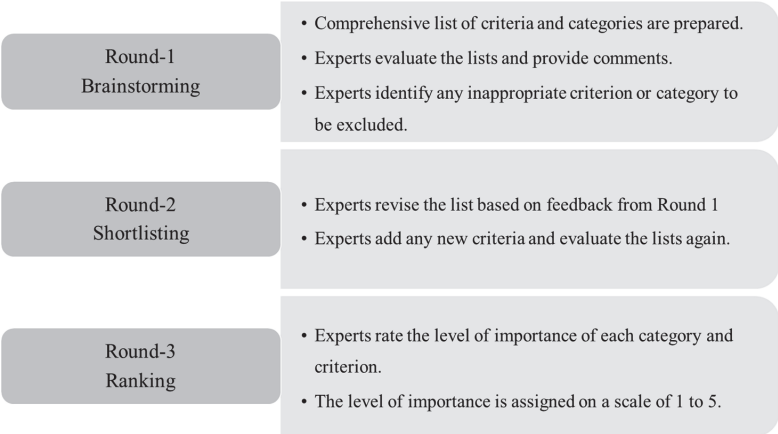 Round-1
Brainstorming
• Comprehensive list of criteria and categories are prepared.
• Experts evaluate the lists and provide comments.
• Experts identify any inappropriate criterion or category to
be excluded.
Round-2
Shortlisting
• Experts revise the list based on feedback from Round 1
• Experts add any new criteria and evaluate the lists again.
Round-3
Ranking
• Experts rate the level of importance of each category and
criterion.
• The level of importance is assigned on a scale of 1 to 5.